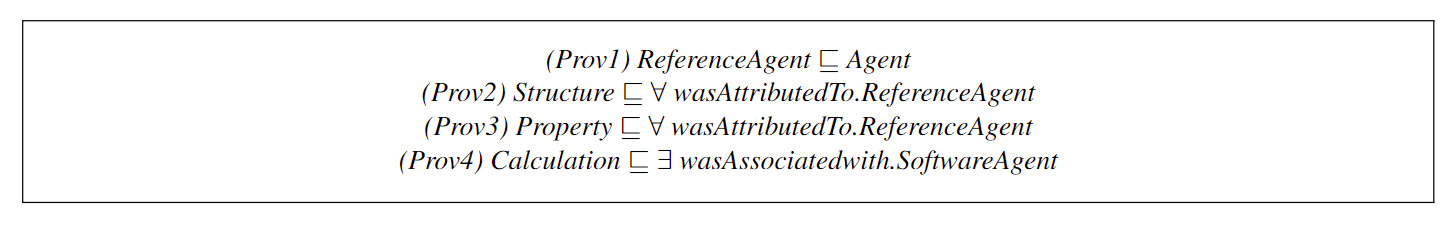 (Prov1) ReferenceAgent ⊑ Agent
(Prov2) Structure ⊑ ∀ wasAttributedTo.ReferenceAgent
(Prov3) Property ⊑ ∀ wasAttributedTo.ReferenceAgent
(Prov4) Calculation ⊑ ∃ wasAssociatedwith.SoftwareAgent